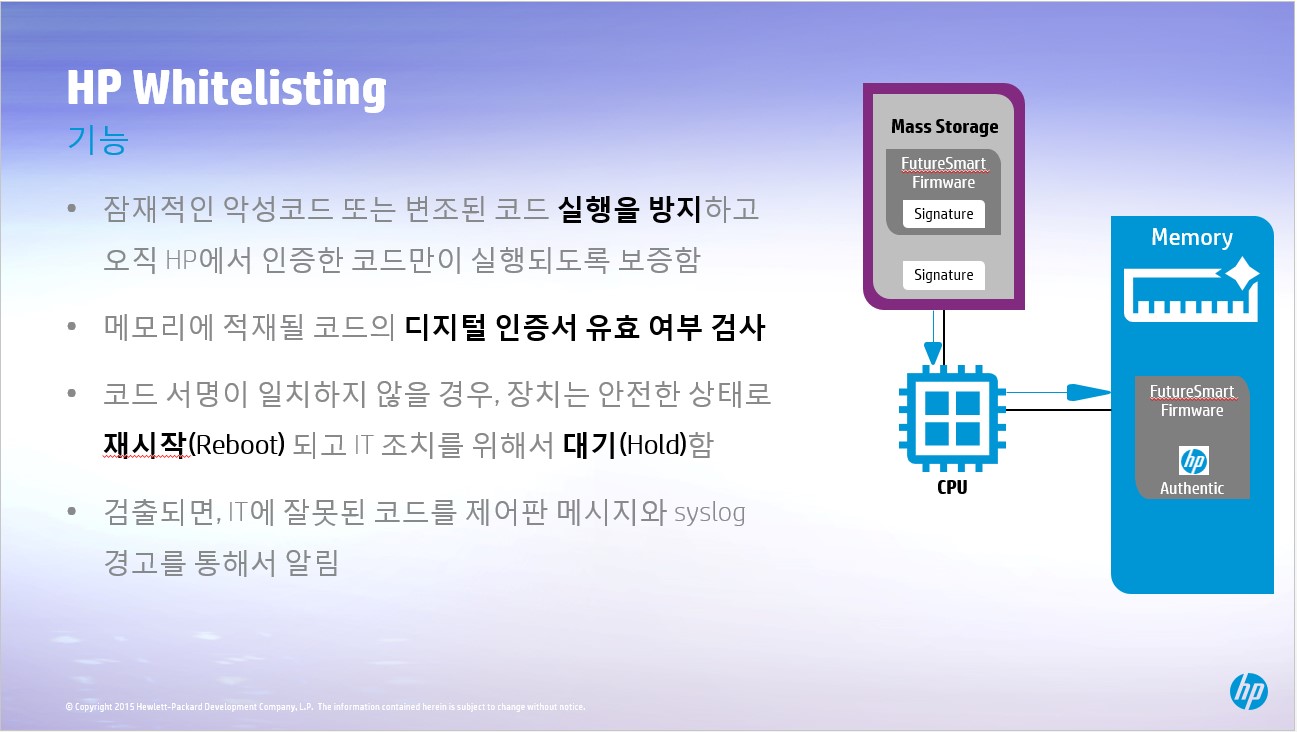 HP Whitelisting
기능
• 잠재적인 악성코드 또는 변조된 코드 실행을 방지하고
오직 HP에서 인증한 코드만이 실행되도록 보증함
• 메모리에 적재될 코드의 디지털 인증서 유효 여부 검사
• 코드 서명이 일치하지 않을 경우, 장치는 안전한 상태로
재시작(Reboot) 되고 IT 조치를 위해서 대기(Hold)함
• 검출되면, IT에 잘못된 코드를 제어판 메시지와 syslog
경고를 통해서 알림
Mass Storage
FutureSmart
Firmware
Signature
Signature
CPU
Memory
FutureSmart
Firmware
hp
Authentic
© Copyright 2015 Hewlett-Packard Development Company, L.P. The information contained herein is subject to change without notice.
hp